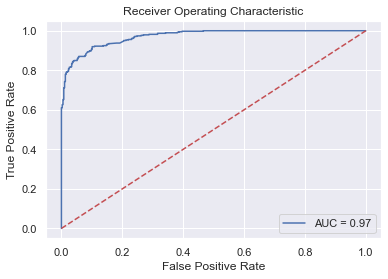 Receiver Operating Characteristic
True Positive Rate
1.0
0.8
0.6
0.4
0.2
0.0
AUC = 0.97
0.0 0.2 0.4 0.6 0.8 1.0
False Positive Rate